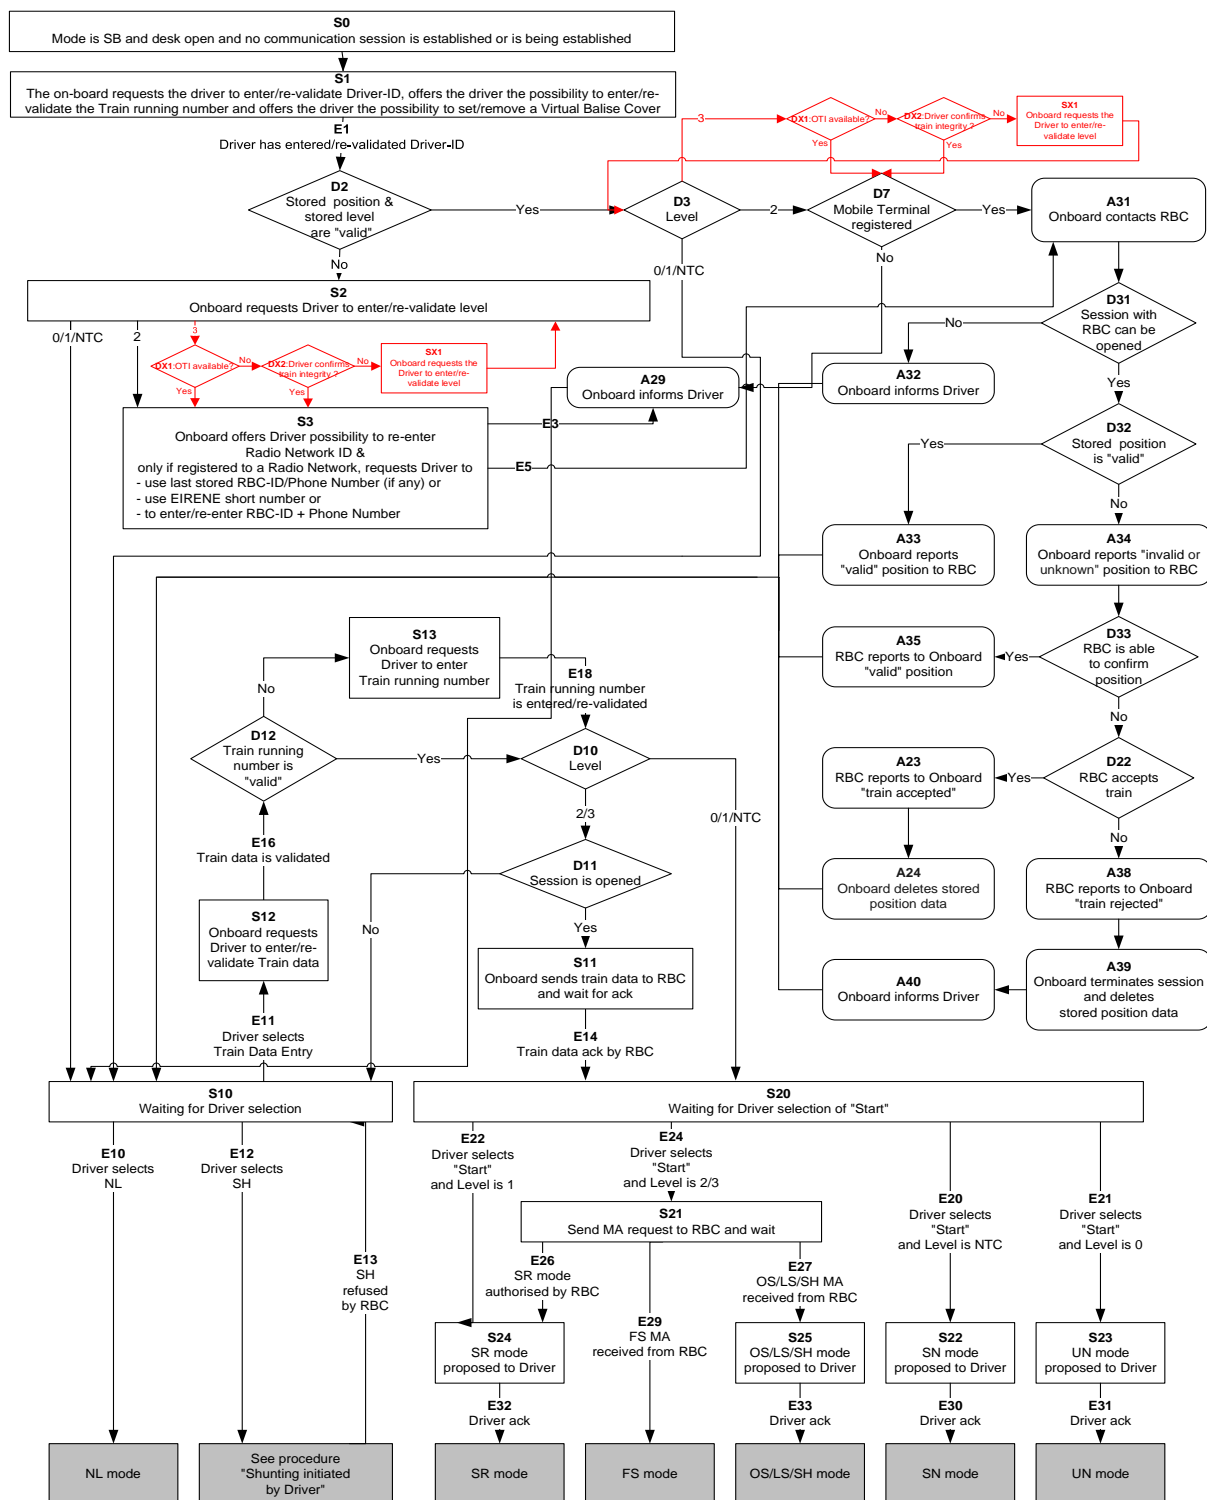 S0
Mode is SB and desk open and no communication session is established or is being established
S1
The on-board requests the driver to enter/re-validate Driver-ID, offers the driver the possibility to enter/re-
validate the Train running number and offers the driver the possibility to set/remove a Virtual Balise Cover
E1
Driver has entered/re-validated Driver-ID
D2
Stored position &
stored level
are "valid"
Yes
No
D3
Level
3
2
0/1/NTC
DX1:OTI available?
No
Yes
DX2:Driver confirms
train integrity ?
No
Yes
SX1
Onboard requests the
Driver to enter/re-
validate level
D7
Mobile Terminal
registered
Yes
No
A31
Onboard contacts RBC
S2
Onboard requests Driver to enter/re-validate level
0/1/NTC
2
3
DX1:OTI available?
No
Yes
DX2:Driver confirms
train integrity ?
No
Yes
SX1
Onboard requests the
Driver to enter/re-
validate level
D31
Session with
RBC can be
opened
No
Yes
A29
Onboard informs Driver
A32
Onboard informs Driver
S3
Onboard offers Driver possibility to re-enter
Radio Network ID &
only if registered to a Radio Network, requests Driver to
- use last stored RBC-ID/Phone Number (if any) or
- use EIRENE short number or
- to enter/re-enter RBC-ID + Phone Number
E3
E5
D32
Stored position
is "valid"
Yes
No
A33
Onboard reports
"valid" position to RBC
A34
Onboard reports "invalid or
unknown" position to RBC
S13
Onboard requests
Driver to enter
Train running number
A35
RBC reports to Onboard
"valid" position
Yes
D33
RBC is able
to confirm
position
No
E18
Train running number
is entered/re-validated
No
D12
Train running
number is
"valid"
Yes
D10
Level
2/3
0/1/NTC
A23
RBC reports to Onboard
"train accepted"
Yes
D22
RBC accepts
train
No
E16
Train data is validated
D11
Session is opened
No
Yes
A24
Onboard deletes stored
position data
A38
RBC reports to Onboard
"train rejected"
S12
Onboard requests
Driver to enter/re-
validate Train data
S11
Onboard sends train data to RBC
and wait for ack
A40
Onboard informs Driver
A39
Onboard terminates session
and deletes
stored position data
E11
Driver selects
Train Data Entry
E14
Train data ack by RBC
S10
Waiting for Driver selection
S20
Waiting for Driver selection of "Start"
E10
Driver selects
NL
E12
Driver selects
SH
E13
SH
refused
by RBC
E22
Driver selects
"Start"
and Level is 1
E24
Driver selects
"Start"
and Level is 2/3
E20
Driver selects
"Start"
and Level is NTC
E21
Driver selects
"Start"
and Level is 0
S21
Send MA request to RBC and wait
E26
SR mode
authorised by RBC
E27
OS/LS/SH MA
received from RBC
E29
FS MA
received from RBC
S24
SR mode
proposed to Driver
S25
OS/LS/SH mode
proposed to Driver
S22
SN mode
proposed to Driver
S23
UN mode
proposed to Driver
E32
Driver ack
E33
Driver ack
E30
Driver ack
E31
Driver ack
NL mode
See procedure
"Shunting initiated
by Driver"
SR mode
FS mode
OS/LS/SH mode
SN mode
UN mode